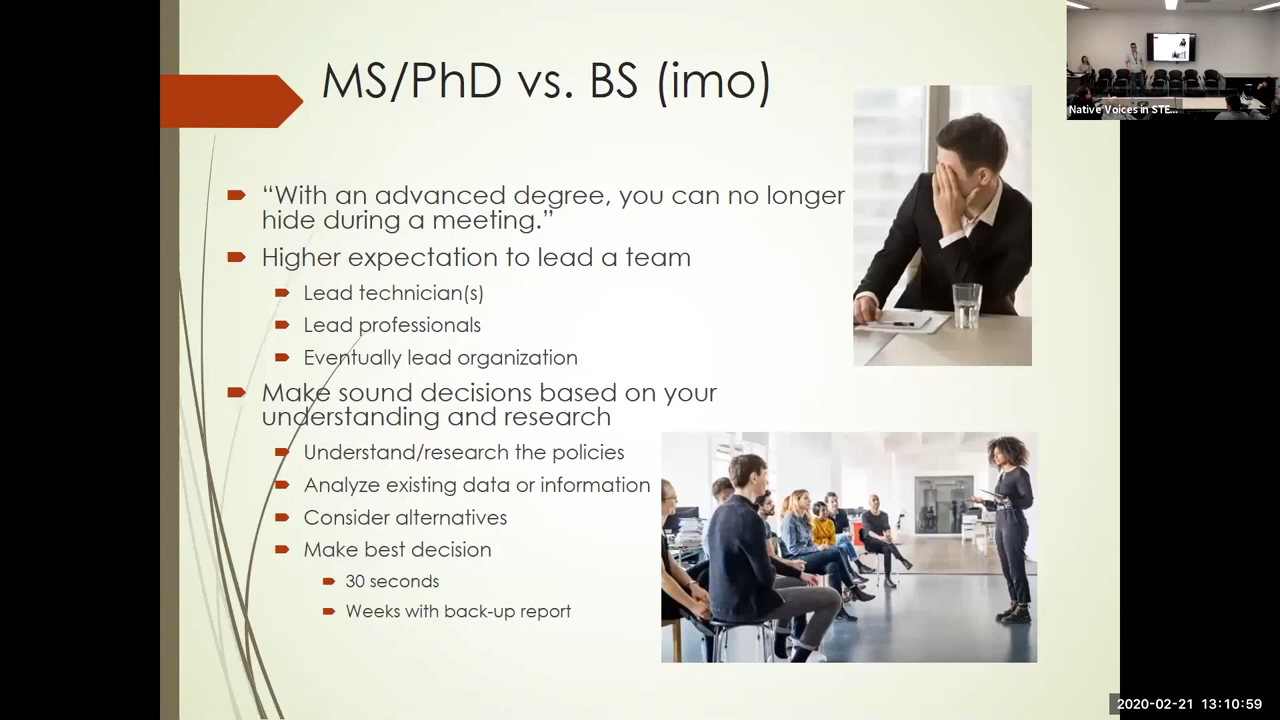 MS/PhD vs. BS (imo)
“With an advanced degree, you can no longer
hide during a meeting.”
Higher expectation to lead a team
Lead technician(s)
Lead professionals
Eventually lead organization
Make sound decisions based on your
understanding and research
Understand/research the policies
Analyze existing data or information
Consider alternatives
Make best decision
30 seconds
Weeks with back-up report
Native Voices in STE...
2020-02-21 13:10:59